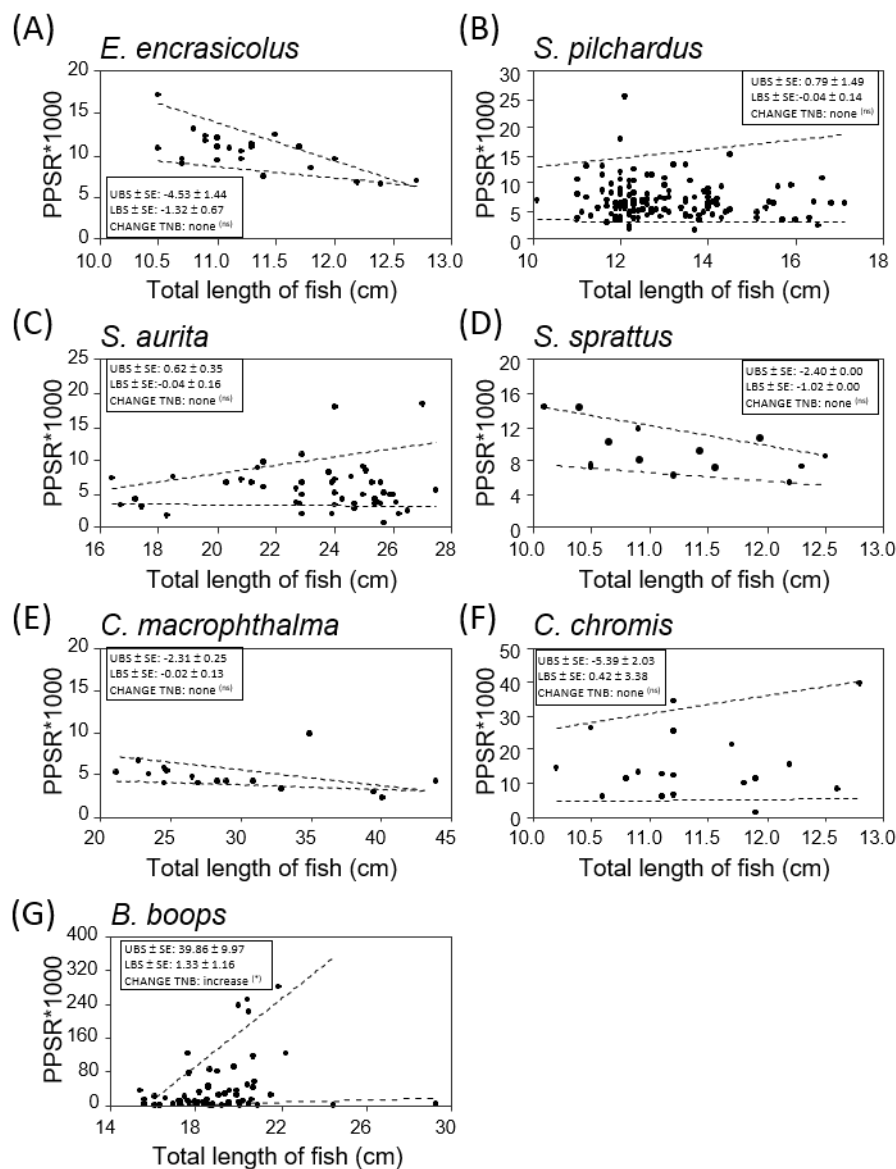 (A) E. encrasicolus
PPSR*1000
20
15
10
5
0
UBS ± SE: -4.53 ± 1.44
LBS ± SE: -1.32 ± 0.67
CHANGE TNB: none (ns)
10.0 10.5 11.0 11.5 12.0 12.5 13.0
Total length of fish (cm)
(B) S. pilchardus
PPSR*1000
30
25
20
15
10
5
0
UBS ± SE: 0.79 ± 1.49
LBS ± SE:-0.04 ± 0.14
CHANGE TNB: none (ns)
12 14 16 18
Total length of fish (cm)
(C) S. aurita
PPSR*1000
25
20
15
10
5
0
UBS ± SE: 0.62 ± 0.35
LBS ± SE:-0.04 ± 0.16
CHANGE TNB: none (ns)
16 18 20 22 24 26 28
Total length of fish (cm)
(D) S. sprattus
PPSR*1000
20
16
12
8
4
0
UBS ± SE: -2.40 ± 0.00
LBS ± SE: -1.02 ± 0.00
CHANGE TNB: none (ns)
10.0 10.5 11.0 11.5 12.0 12.5 13.0
Total length of fish (cm)
(E) C. macrophthalma
PPSR*1000
20
15
10
5
0
UBS ± SE: -2.31 ± 0.25
LBS ± SE: -0.02 ± 0.13
CHANGE TNB: none (ns)
20 25 30 35 40 45
Total length of fish (cm)
(F) C. chromis
PPSR*1000
50
40
30
20
10
0
UBS ± SE: -5.39 ± 2.03
LBS ± SE: 0.42 ± 3.38
CHANGE TNB: none (ns)
10.0 10.5 11.0 11.5 12.0 12.5 13.0
Total length of fish (cm)
(G) B. boops
PPSR*1000
400
320
240
160
80
0
UBS ± SE: 39.86 ± 9.97
LBS ± SE: 1.33 ± 1.16
CHANGE TNB: increase (*)
14 18 22 26 30
Total length of fish (cm)